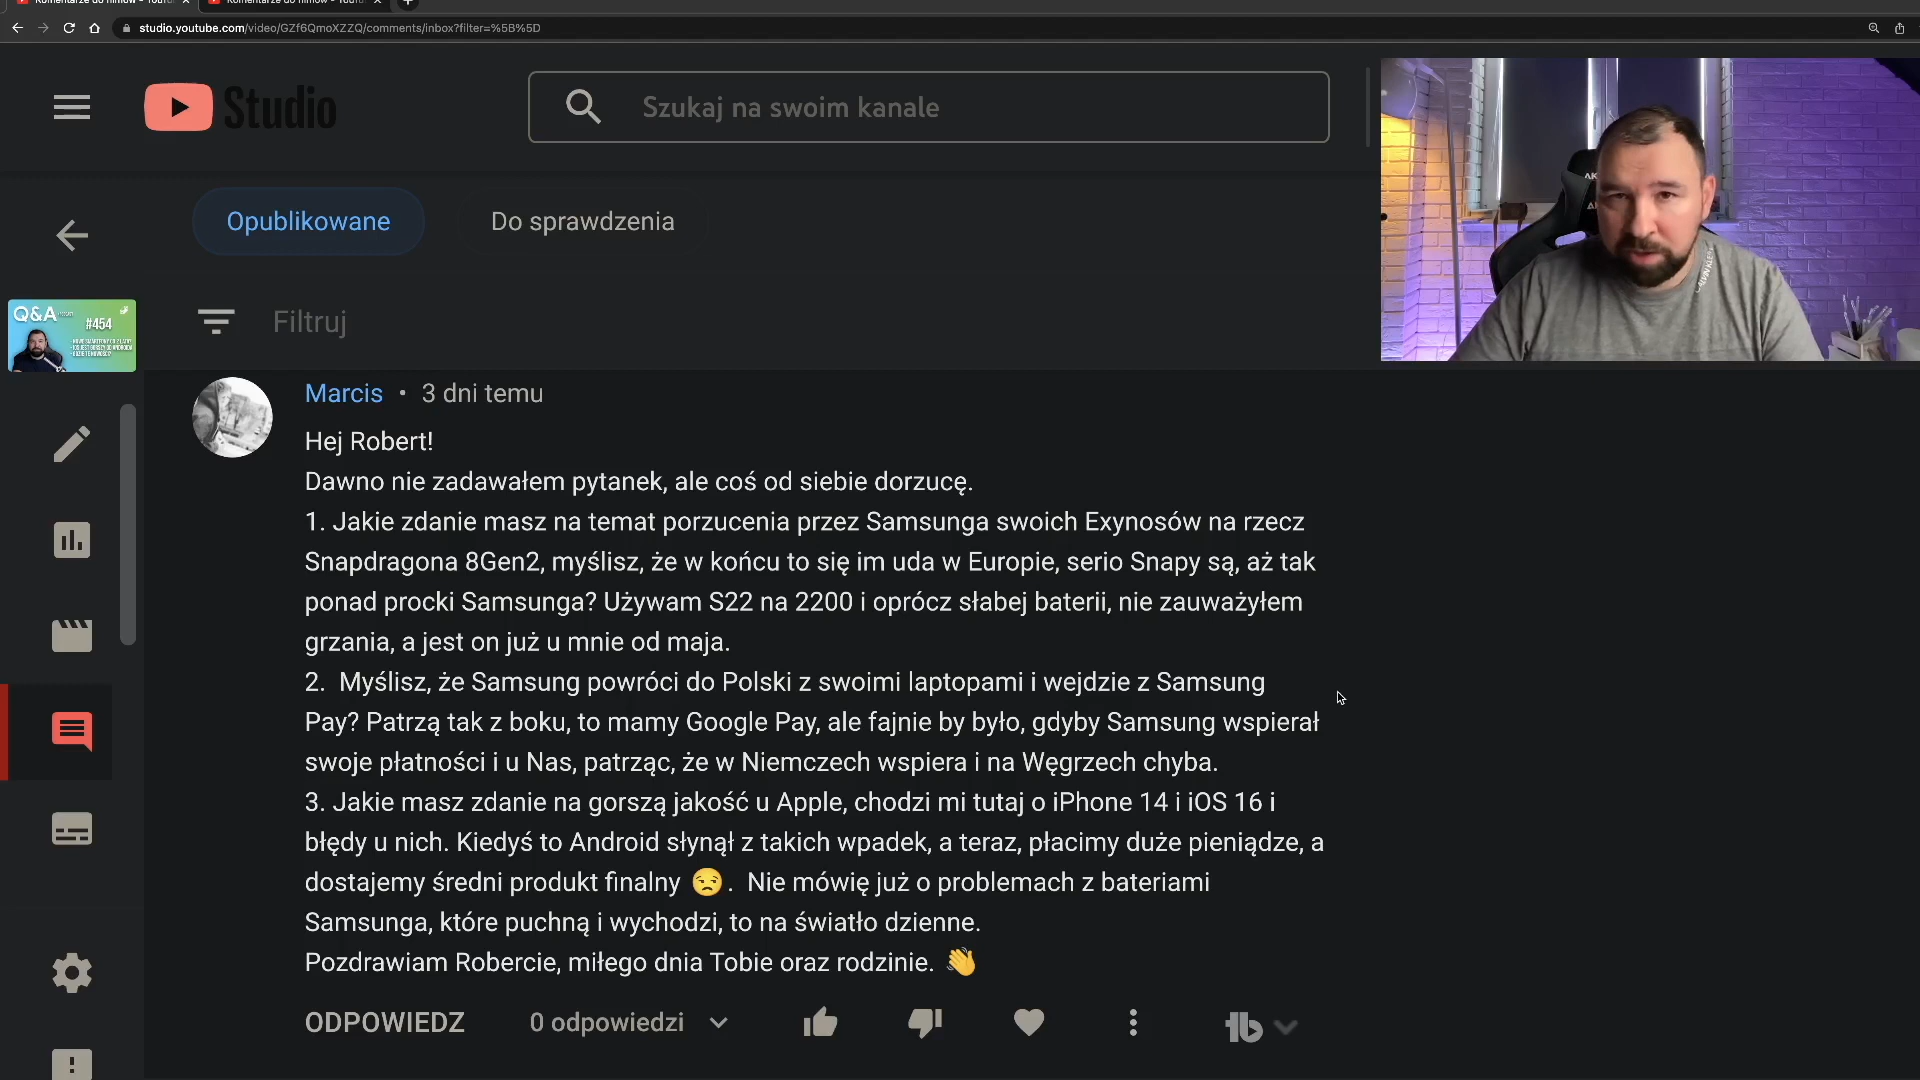 Komentarze do filmów - YouTu
Komentarze do filmów - YouTu
studio.youtube.com/video/GZf6QmoXZZQ/comments/inbox?filter=%5B%5D
Studio
Szukaj na swoim kanale
Opublikowane
Do sprawdzenia
Q&A
#454
Filtruj
Marcis • 3 dni temu
Hej Robert!
Dawno nie zadawałem pytanek, ale coś od siebie dorzucę.
1. Jakie zdanie masz na temat porzucenia przez Samsunga swoich Exynosów na rzecz
Snapdragona 8Gen2, myślisz, że w końcu to się im uda w Europie, serio Snapy są, aż tak
ponad procki Samsunga? Używam S22 na 2200 i oprócz słabej baterii, nie zauważyłem
grzania, a jest on już u mnie od maja.
2. Myślisz, że Samsung powróci do Polski z swoimi laptopami i wejdzie z Samsung
Pay? Patrzą tak z boku, to mamy Google Pay, ale fajnie by było, gdyby Samsung wspierał
swoje płatności i u Nas, patrząc, że w Niemczech wspiera i na Węgrzech chyba.
3. Jakie masz zdanie na gorszą jakość u Apple, chodzi mi tutaj o iPhone 14 i iOS 16 i
błędy u nich. Kiedyś to Android słynął z takich wpadek, a teraz, płacimy duże pieniądze, a
dostajemy średni produkt finalny 😒. Nie mówię już o problemach z bateriami
Samsunga, które puchną i wychodzi, to na światło dzienne.
Pozdrawiam Robercie, miłego dnia Tobie oraz rodzinie. 👋
ODPOWIEDZ
0 odpowiedzi